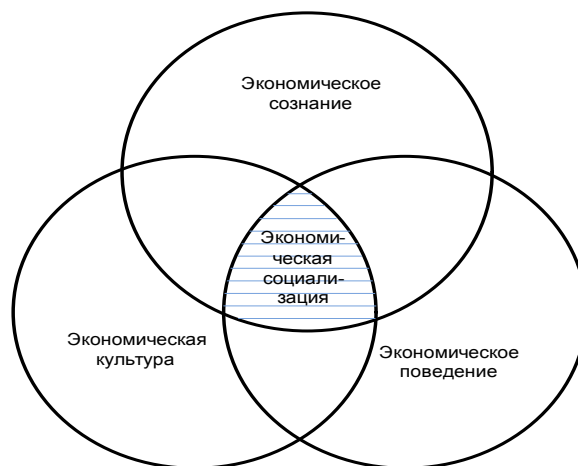 Экономическое
сознание
Экономи-
ческая
социали-
зация
Экономическая
культура
Экономическое
поведение